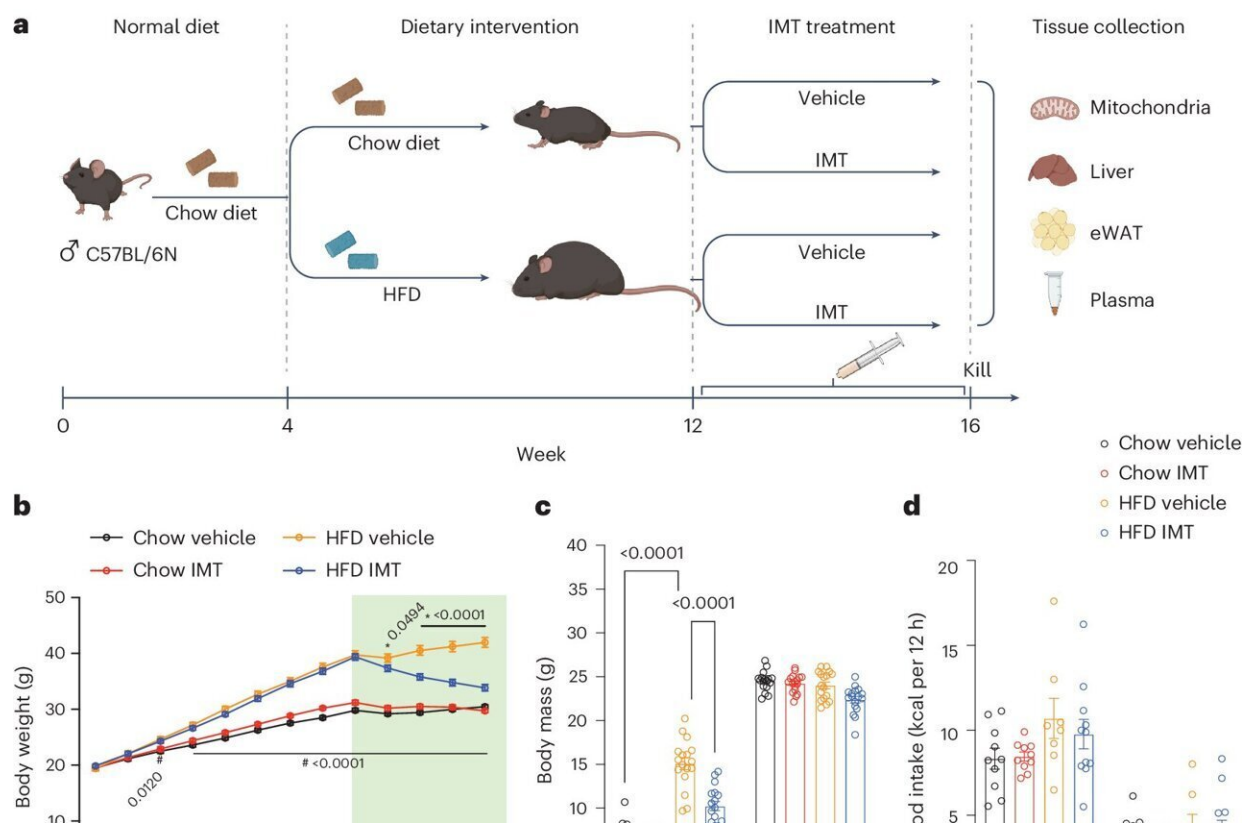 a
Normal diet
Dietary intervention
IMT treatment
Tissue collection
Chow diet
♂ C57BL/6N
Chow diet
HFD
Vehicle
IMT
Vehicle
IMT
Mitochondria
Liver
eWAT
Plasma
Kill
0
4
12
16
Week
Chow vehicle
Chow IMT
HFD vehicle
HFD IMT
b
Chow vehicle
HFD vehicle
Chow IMT
HFD IMT
50
40
30
20
10
Body weight (g)
0.0120
#
# <0.0001
* 0.0494
* <0.0001
c
40
35
30
25
20
15
10
Body mass (g)
<0.0001
<0.0001
d
20
15
10
5
intake (kcal per 12 h)